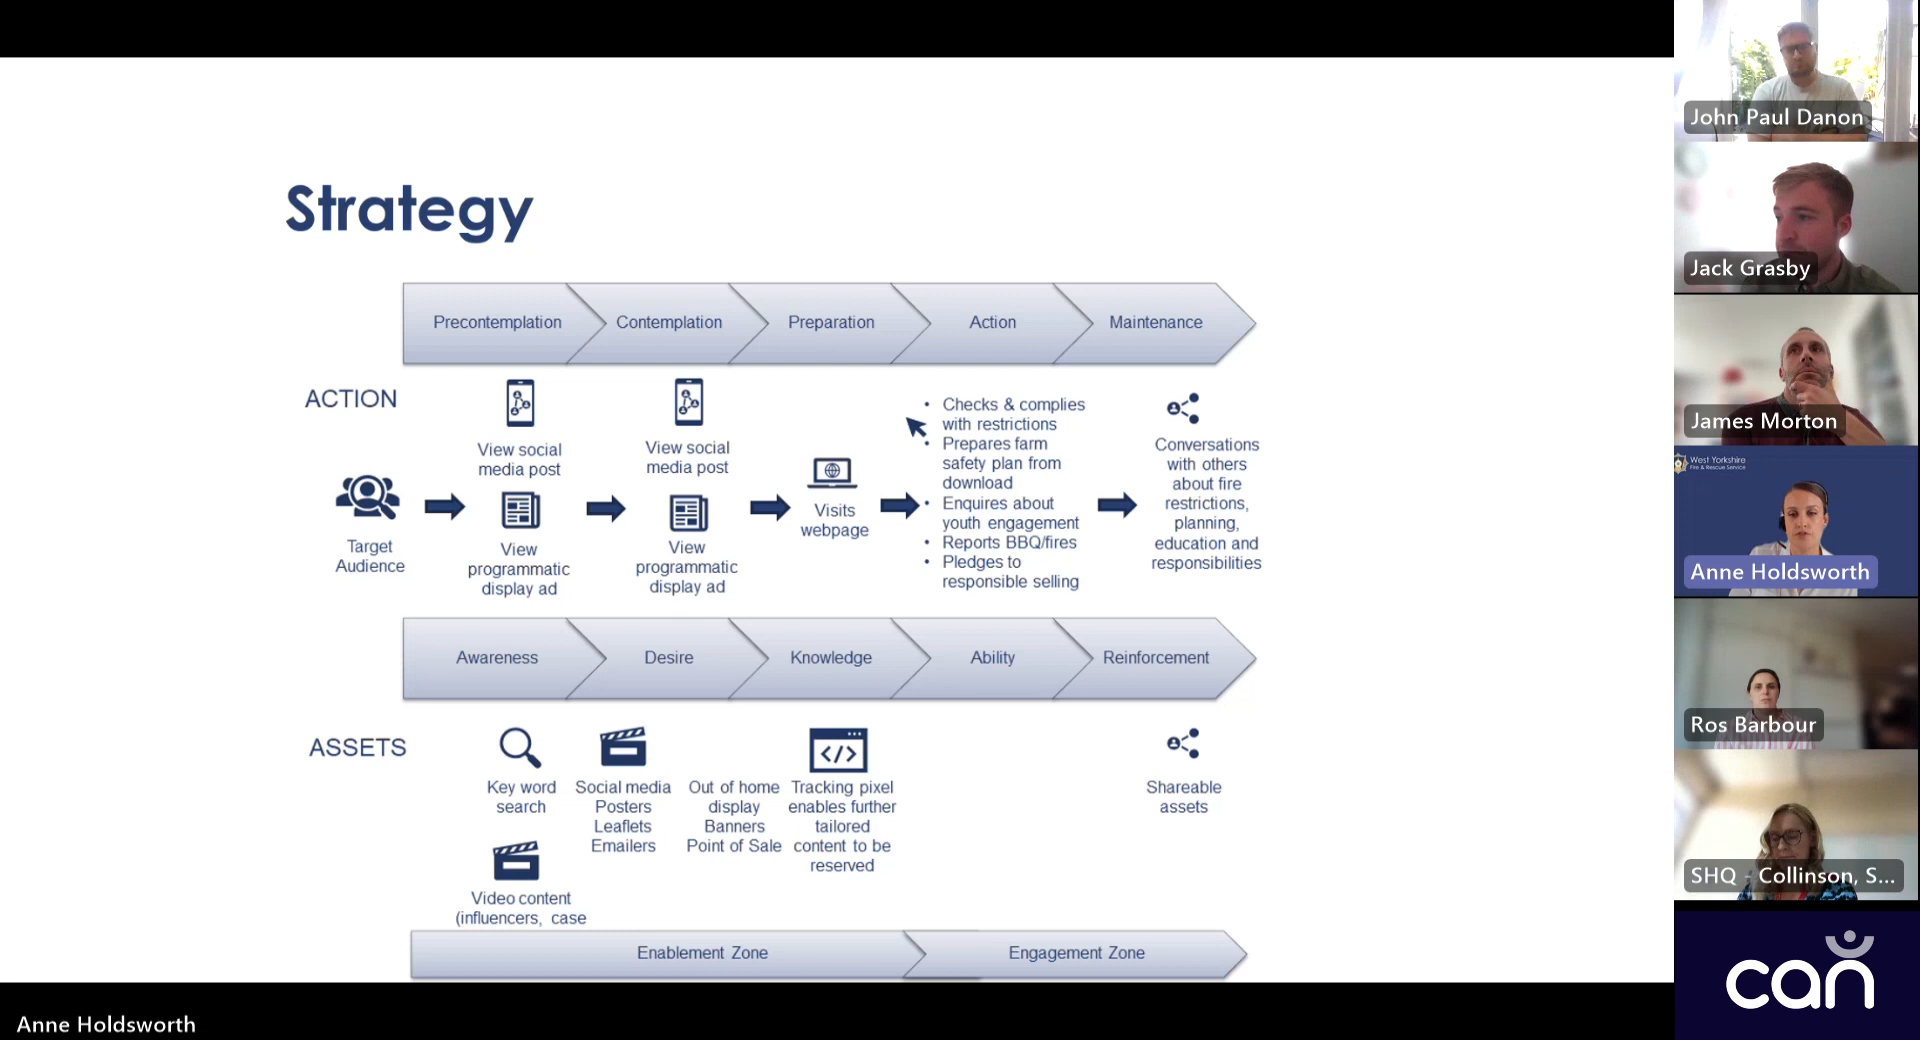 Strategy
Precontemplation
Contemplation
Preparation
Action
Maintenance
ACTION
Target
Audience
View social
media post
View
programmatic
display ad
View social
media post
View
programmatic
display ad
Visits
webpage
• Checks & complies
with restrictions
• Prepares farm
safety plan from
download
• Enquires about
youth engagement
• Reports BBQ/fires
• Pledges to
responsible selling
Conversations
with others
about fire
restrictions,
planning,
education and
responsibilities
Awareness
Desire
Knowledge
Ability
Reinforcement
ASSETS
Key word
search
Video content
(influencers, case
Social media
Posters
Leaflets
Emailers
Out of home
display
Banners
Point of Sale
</>
Tracking pixel
enables further
tailored
content to be
reserved
Shareable
assets
Enablement Zone
Engagement Zone
Anne Holdsworth
John Paul Danon
Jack Grasby
James Morton
West Yorkshire
Fire & Rescue Service
Anne Holdsworth
Ros Barbour
SHQ - Collinson, S...
can